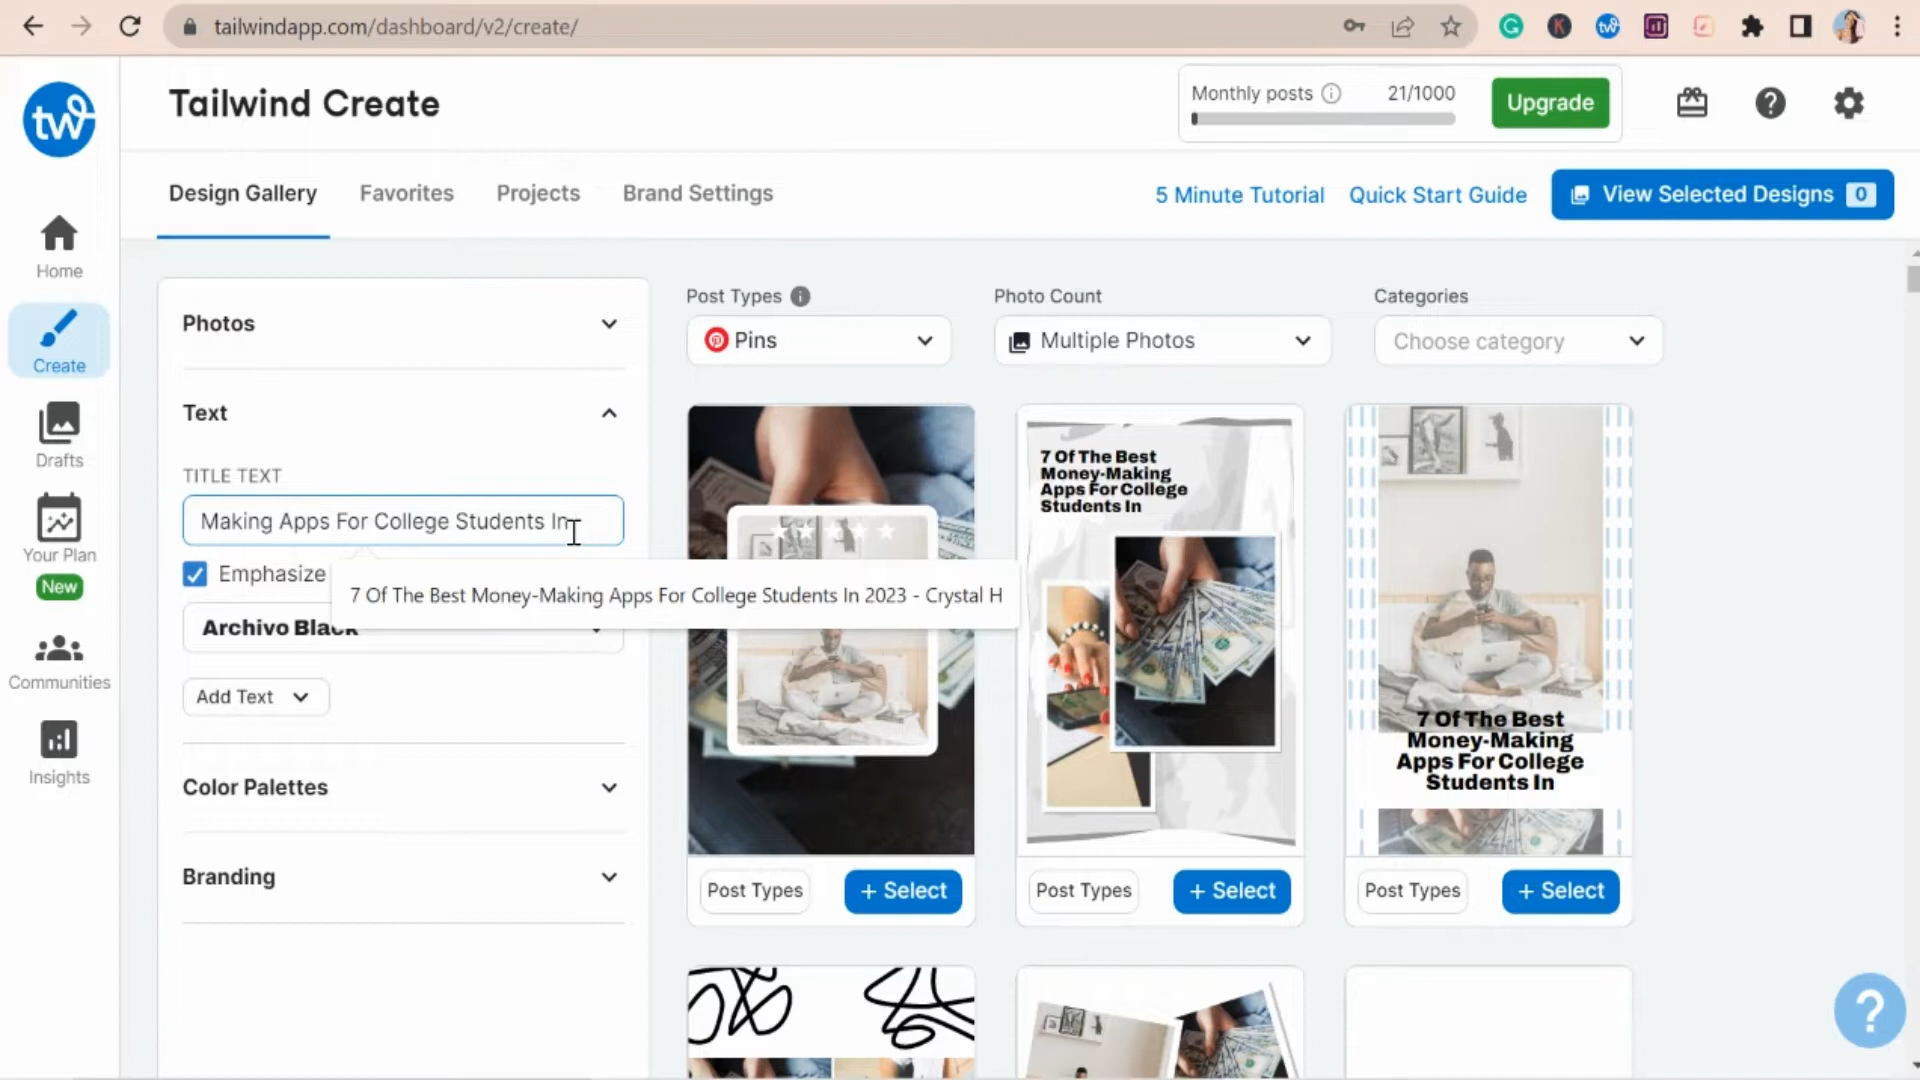 tailwindapp.com/dashboard/v2/create/
tw
Tailwind Create
Monthly posts 21/1000
Upgrade
Design Gallery Favorites Projects Brand Settings
5 Minute Tutorial Quick Start Guide View Selected Designs 0
Home
Create
Drafts
Your Plan
New
Communities
Insights
Photos
Text
TITLE TEXT
Making Apps For College Students In
Emphasize
7 Of The Best Money-Making Apps For College Students In 2023 - Crystal H
Archivo Black
Add Text
Color Palettes
Branding
Post Types Photo Count Categories
Pins Multiple Photos Choose category
7 Of The Best
Money-Making
Apps For College
Students In
7 Of The Best
Money-Making
Apps For College
Students In
Post Types + Select Post Types + Select Post Types + Select
?